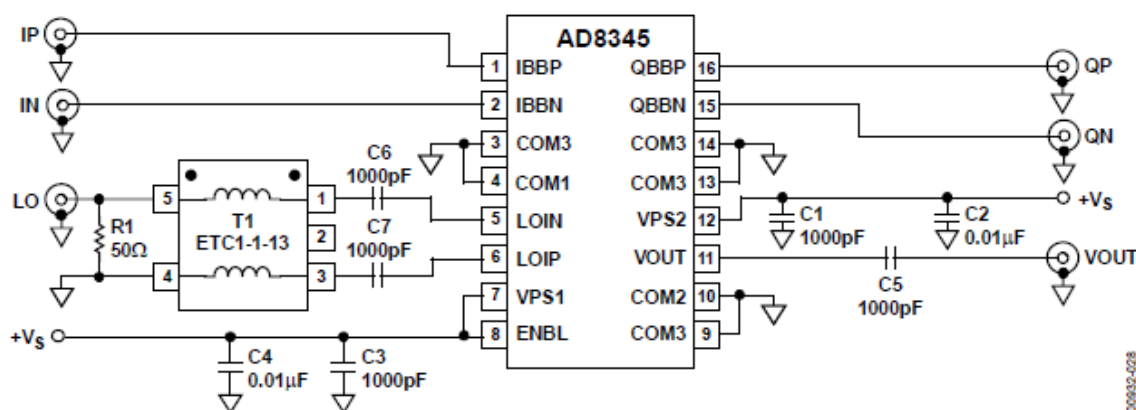 AD8345
IP
1 IBBP QBBP 16
QP
IN
2 IBBN QBBN 15
QN
3 COM3 COM3 14
C6
1000pF
4 COM1 COM3 13
LO
5 1
R1
50Ω
T1
ETC1-1-13
2
C7
1000pF
4 3
5 LOIN VPS2 12
+VS
C1
1000pF
C2
0.01µF
6 LOIP VOUT 11
VOUT
C5
1000pF
7 VPS1 COM2 10
8 ENBL COM3 9
+VS
C4
0.01µF
C3
1000pF
00932-028